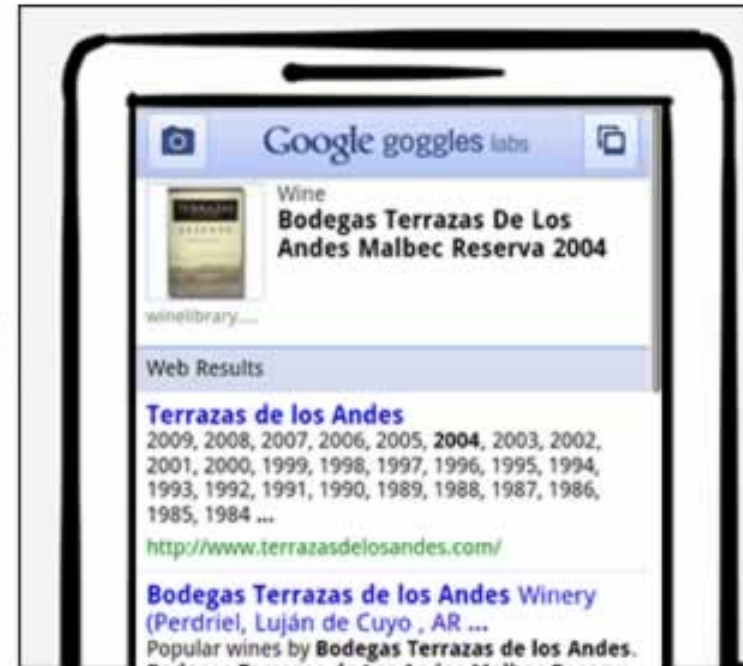 Google goggles labs
Wine
Bodegas Terrazas De Los
Andes Malbec Reserva 2004
TERRAZAS
RESERVA
winelibrary....
Web Results
Terrazas de los Andes
2009, 2008, 2007, 2006, 2005, 2004, 2003, 2002,
2001, 2000, 1999, 1998, 1997, 1996, 1995, 1994,
1993, 1992, 1991, 1990, 1989, 1988, 1987, 1986,
1985, 1984 ...
http://www.terrazasdelosandes.com/
Bodegas Terrazas de los Andes Winery
(Perdriel, Luján de Cuyo , AR ...
Popular wines by Bodegas Terrazas de los Andes.